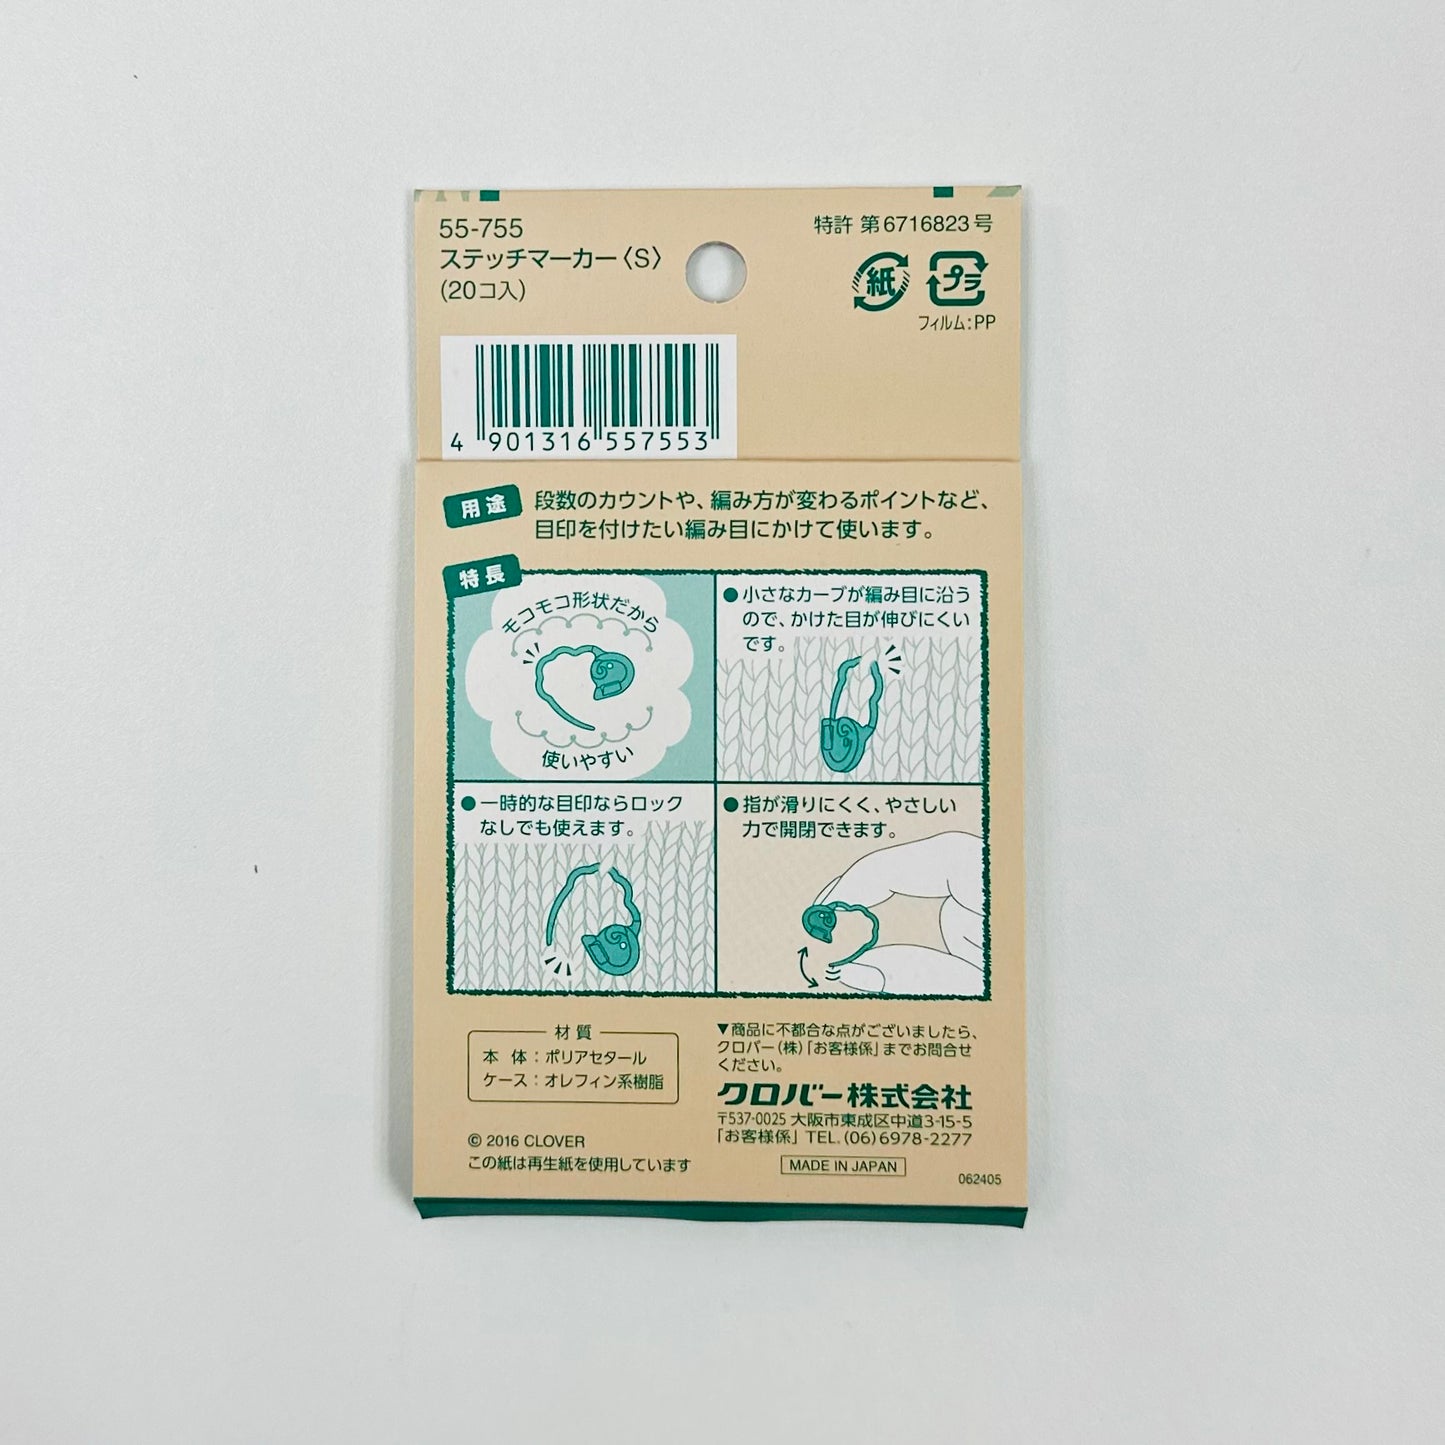 55-755
ステッチマーカー〈S〉
(20コ入)
特許 第6716823号
紙
プラ
フィルム:PP
4 901316 557553
用途
段数のカウントや、編み方が変わるポイントなど、
目印を付けたい編み目にかけて使います。
特長
モコモコ形状だから
使いやすい
●小さなカーブが編み目に沿う
ので、かけた目が伸びにくい
です。
●一時的な目印ならロック
なしでも使えます。
●指が滑りにくく、やさしい
力で開閉できます。
材質
本 体：ポリアセタール
ケース：オレフィン系樹脂
▼商品に不都合な点がございましたら、
クロバー(株)「お客様係」までお問合せ
ください。
クロバー株式会社
〒537-0025 大阪市東成区中道3-15-5
「お客様係」TEL.(06)6978-2277
MADE IN JAPAN
© 2016 CLOVER
この紙は再生紙を使用しています
062405